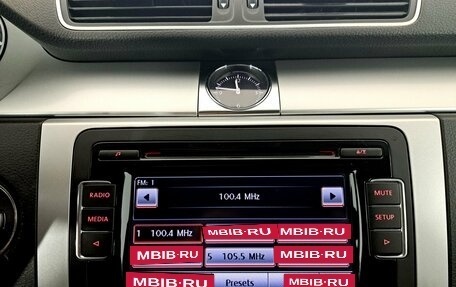 FM: 1
100.4 MHz
RADIO
MUTE
MEDIA
SETUP
1 100.4 MHz
MBIB-RU
MBIB-RU
MBIB-RU
5 105.5 MHz
MBIB-RU
MBIB-RU
Presets
MBIB-RU